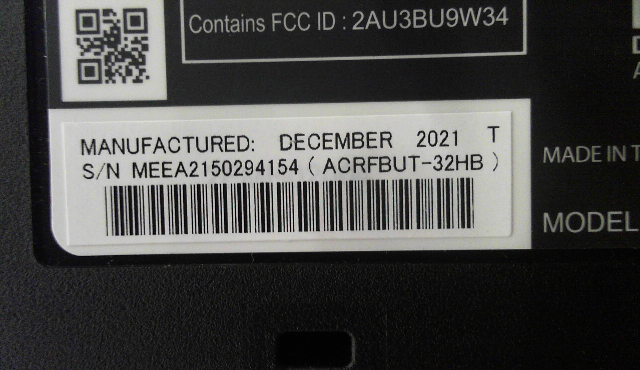 Contains FCC ID : 2AU3BU9W34
MANUFACTURED: DECEMBER 2021 T
S/N MEEA2150294154 ( ACRFBUT-32HB )
MADE IN T
MODEL